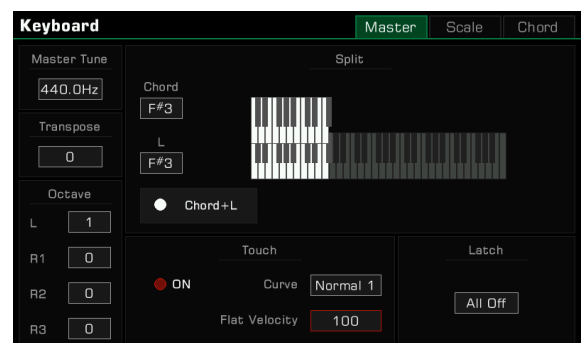 Keyboard
Master Scale Chord
Master Tune
440.0Hz
Transpose
0
Octave
L 1
R1 0
R2 0
R3 0
Split
Chord
F#3
L
F#3
Chord+L
Touch
ON
Curve Normal 1
Flat Velocity 100
Latch
All Off